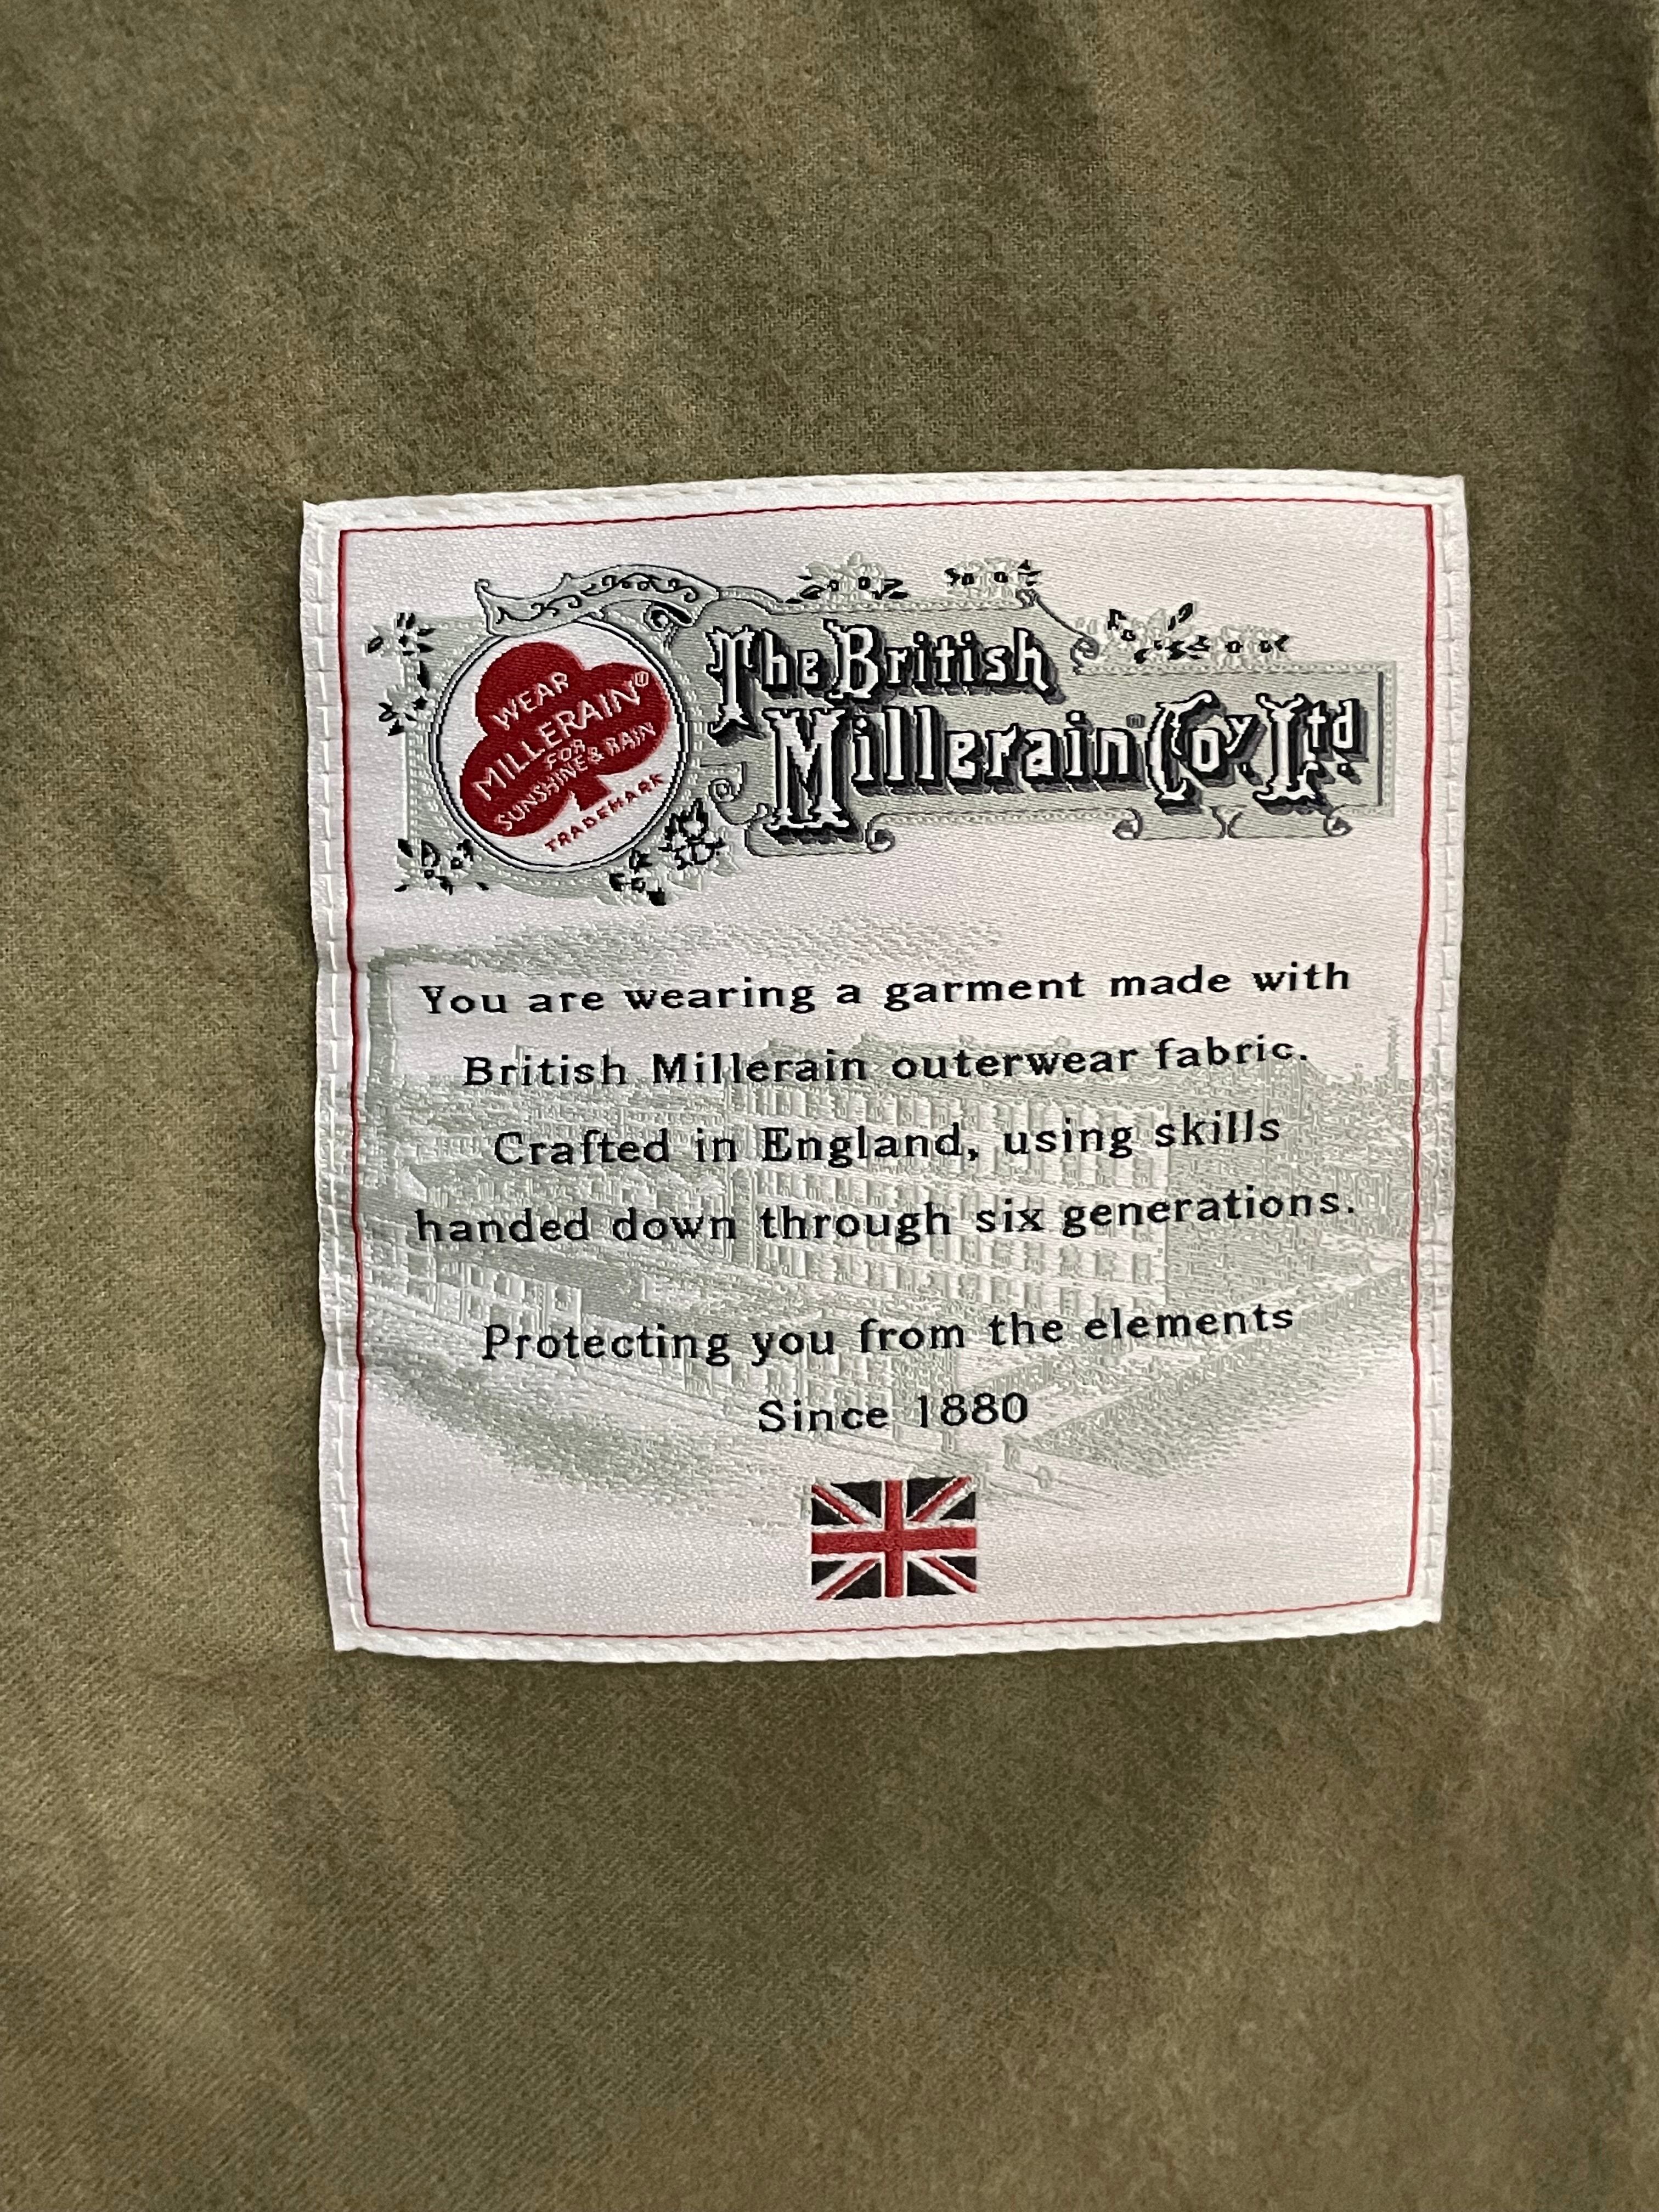 WEAR
MILLERAIN®
FOR
SUNSHINE & RAIN
TRADEMARK
The British
Millerain® Coy Ltd.
You are wearing a garment made with
British Millerain outerwear fabric.
Crafted in England, using skills
handed down through six generations.
Protecting you from the elements
Since 1880